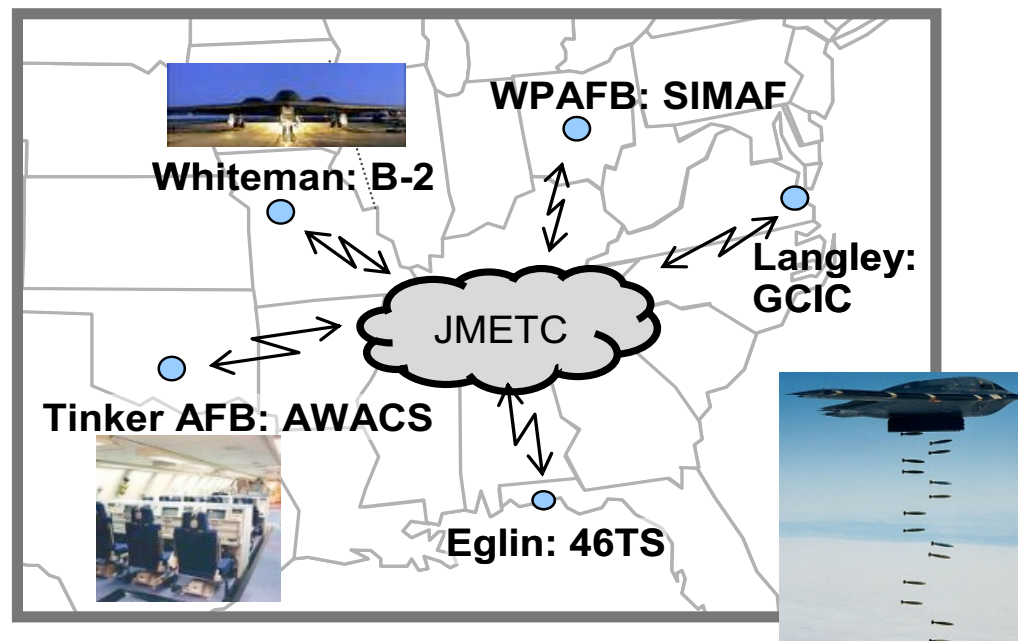 WPAFB: SIMAF
Whiteman: B-2
Langley:
GCIC
JMETC
Tinker AFB: AWACS
Eglin: 46TS